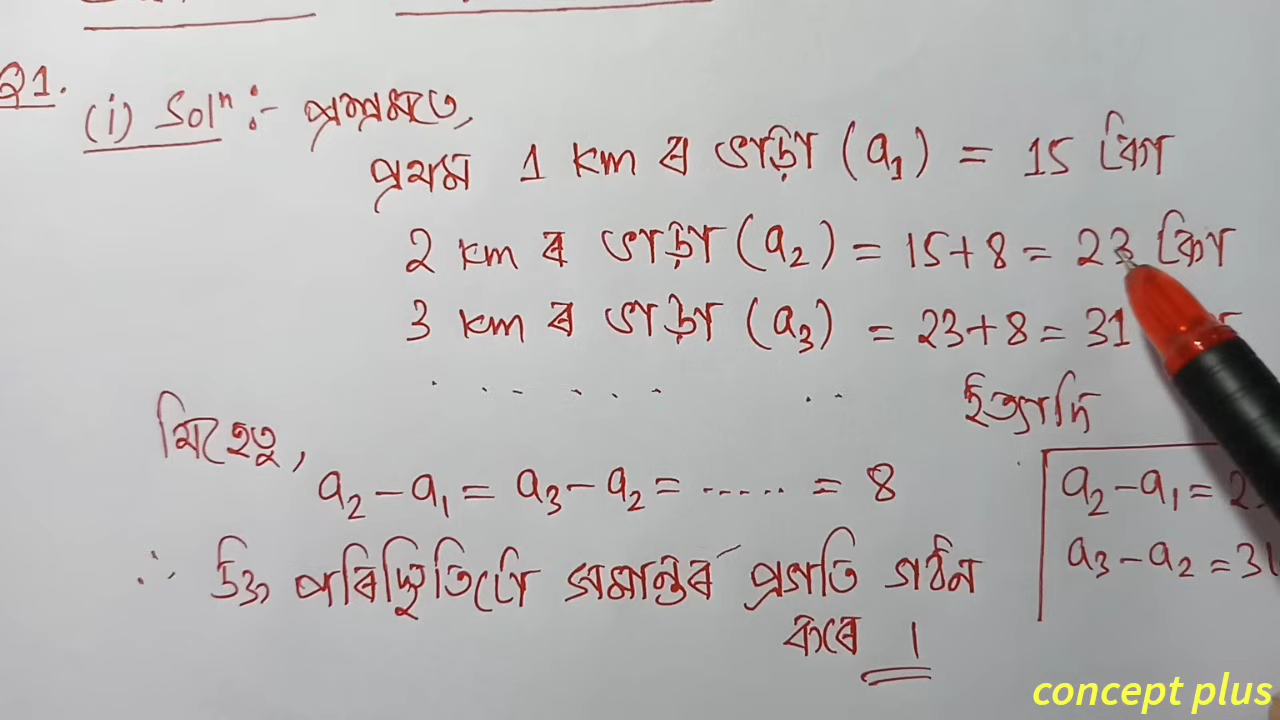 Q1.
(i) Solⁿ :- প্ৰশ্নমতে,
প্ৰথম 1 km ৰ ভাড়া (a₁) = 15
2 km ৰ ভাড়া (a₂) = 15 + 8 = 23
3 km ৰ ভাড়া (a₃) = 23 + 8 = 31
. . . . . . .
ইত্যাদি
যিহেতু,
a₂ - a₁ = a₃ - a₂ = ...... = 8
a₂ - a₁ =
a₃ - a₂ = 31
∴ উক্ত পৰিস্থিতিটো সমান্তৰ প্ৰগতি গঠন
কৰে ।
concept plus